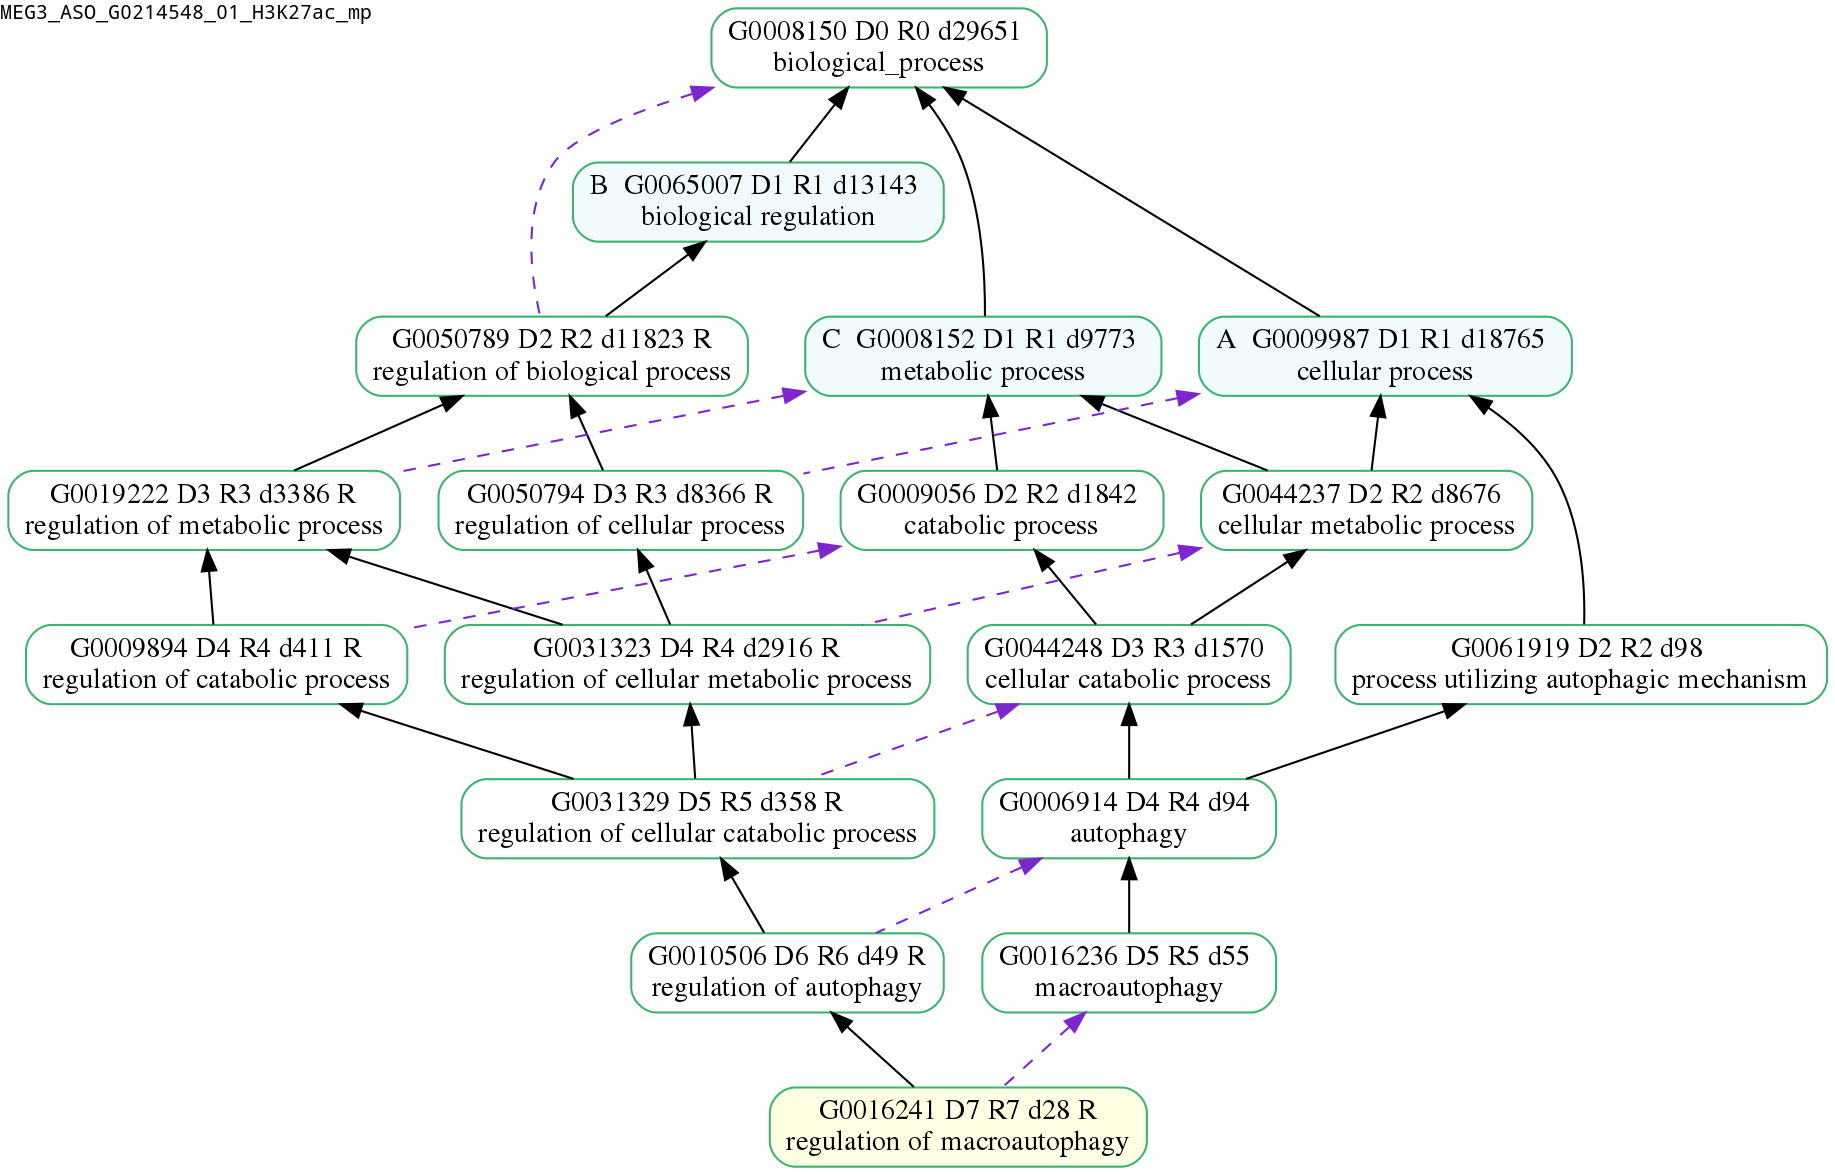 MEG3_ASO_G0214548_01_H3K27ac_mp
G0008150 D0 R0 d29651
biological_process
B  G0065007 D1 R1 d13143
biological regulation
G0050789 D2 R2 d11823 R
regulation of biological process
C  G0008152 D1 R1 d9773
metabolic process
A  G0009987 D1 R1 d18765
cellular process
G0019222 D3 R3 d3386 R
regulation of metabolic process
G0050794 D3 R3 d8366 R
regulation of cellular process
G0009056 D2 R2 d1842
catabolic process
G0044237 D2 R2 d8676
cellular metabolic process
G0009894 D4 R4 d411 R
regulation of catabolic process
G0031323 D4 R4 d2916 R
regulation of cellular metabolic process
G0044248 D3 R3 d1570
cellular catabolic process
G0061919 D2 R2 d98
process utilizing autophagic mechanism
G0031329 D5 R5 d358 R
regulation of cellular catabolic process
G0006914 D4 R4 d94
autophagy
G0010506 D6 R6 d49 R
regulation of autophagy
G0016236 D5 R5 d55
macroautophagy
G0016241 D7 R7 d28 R
regulation of macroautophagy